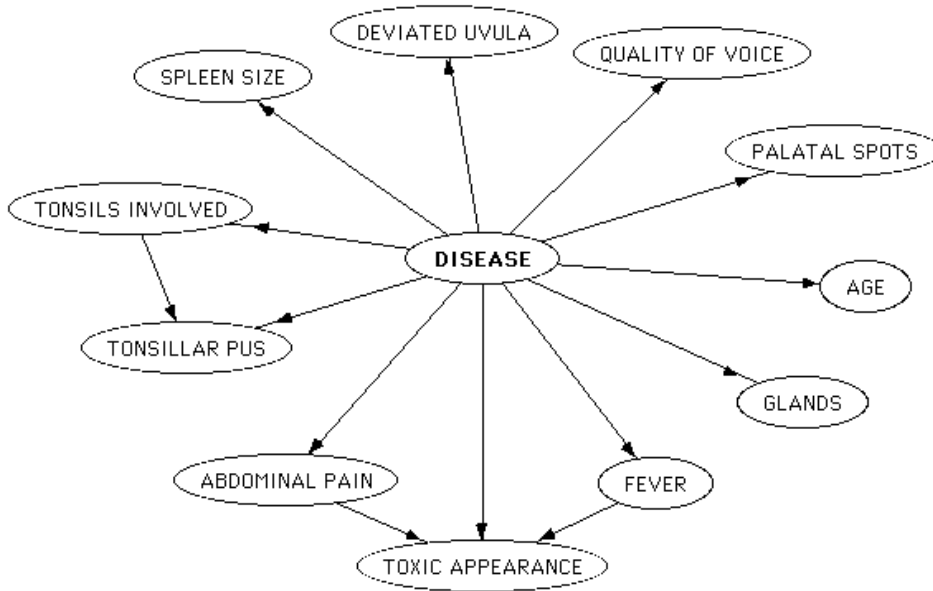 DEVIATED UVULA
QUALITY OF VOICE
SPLEEN SIZE
PALATAL SPOTS
TONSILS INVOLVED
DISEASE
AGE
TONSILLAR PUS
GLANDS
ABDOMINAL PAIN
FEVER
TOXIC APPEARANCE